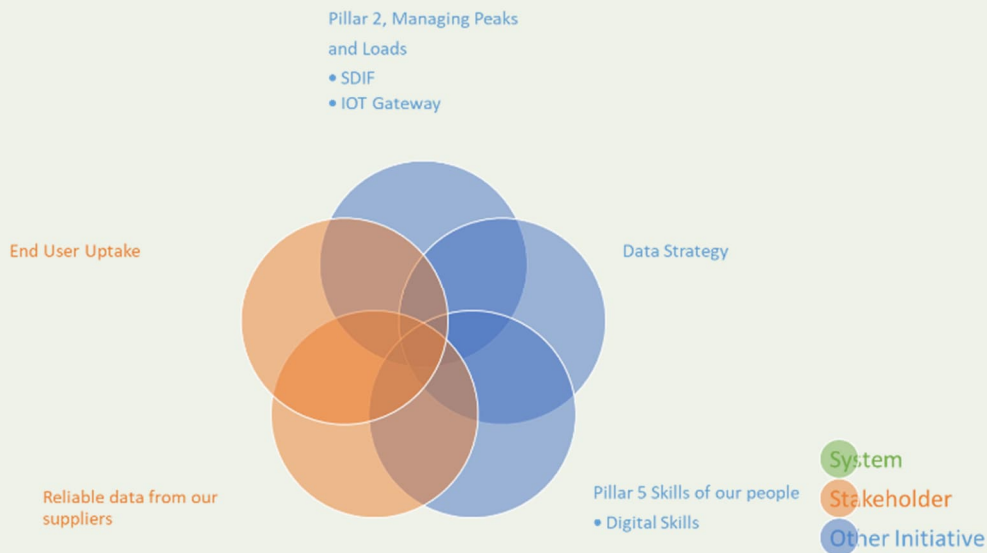 Pillar 2, Managing Peaks
and Loads
• SDIF
• IOT Gateway
End User Uptake
Data Strategy
Reliable data from our
suppliers
Pillar 5 Skills of our people
• Digital Skills
System
Stakeholder
Other Initiative